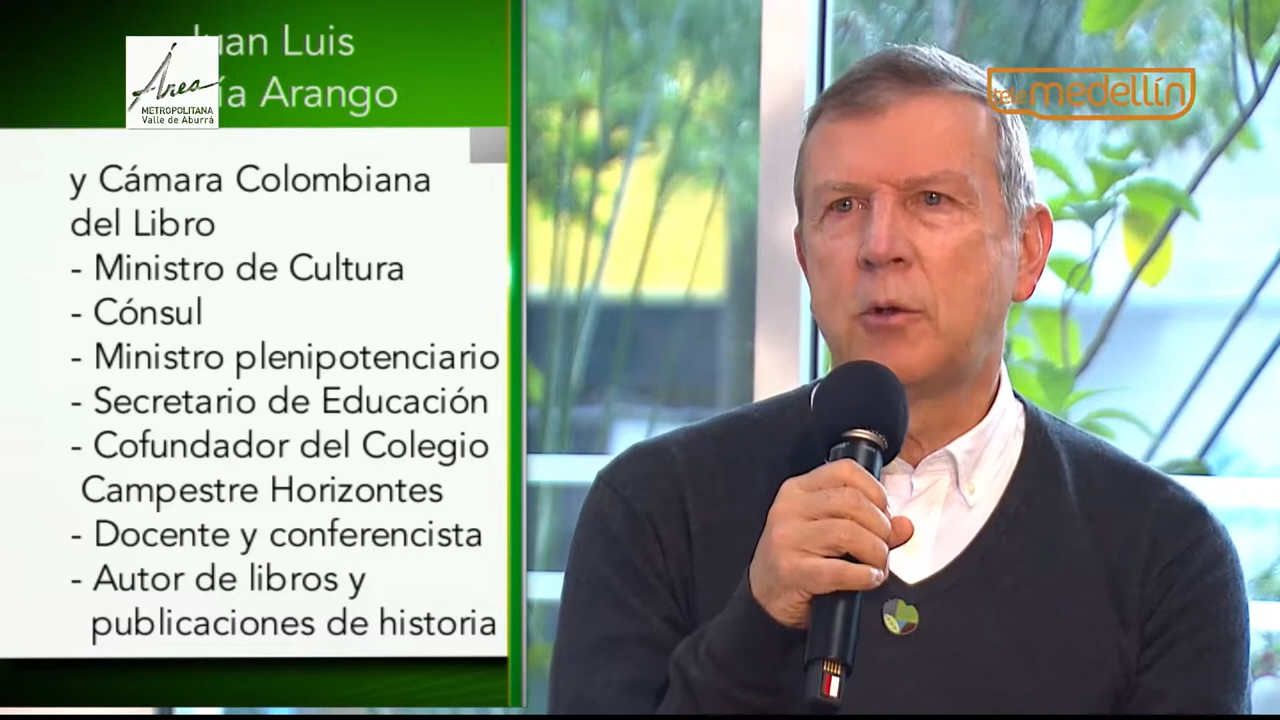 Juan Luis
ía Arango
Área
METROPOLITANA
Valle de Aburrá
telemedellín
y Cámara Colombiana
del Libro
- Ministro de Cultura
- Cónsul
- Ministro plenipotenciario
- Secretario de Educación
- Cofundador del Colegio
Campestre Horizontes
- Docente y conferencista
- Autor de libros y
publicaciones de historia